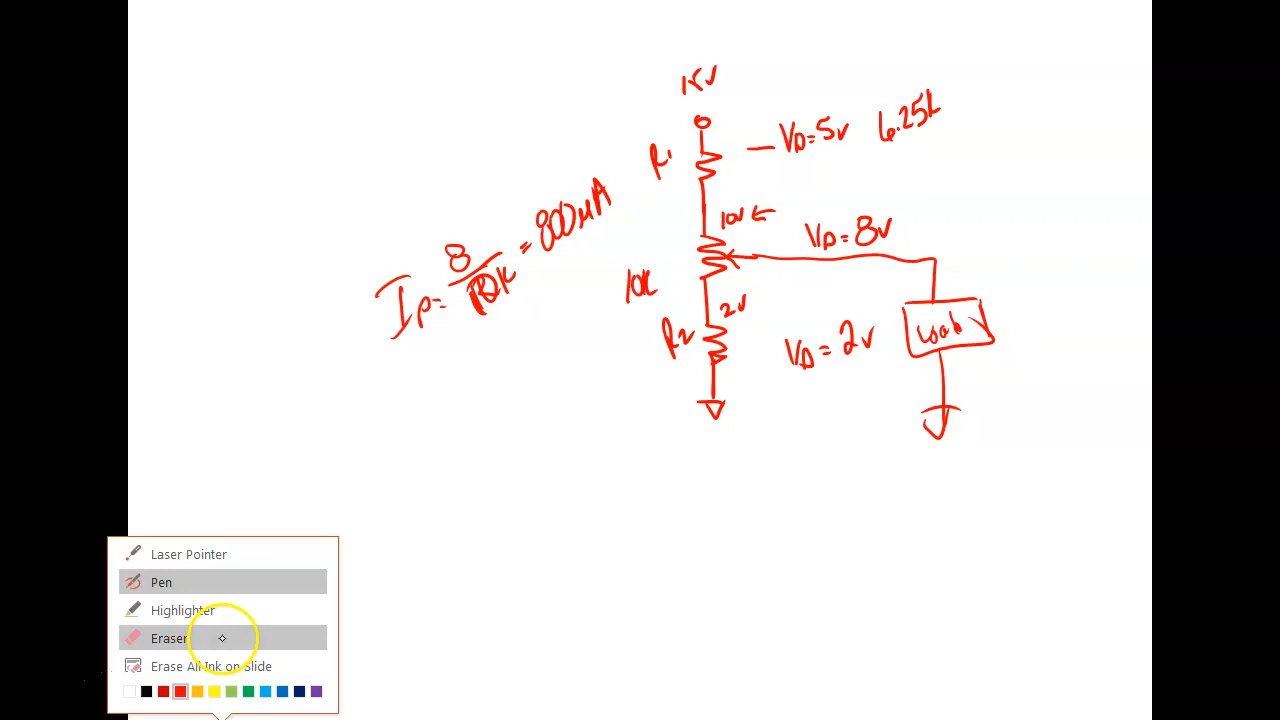 15V
VD=5V 6.25k
R1
10V
VD=8V
IP= 8/10K = 800µA
10K
2V
R2
VD=2V
Load
Laser Pointer
Pen
Highlighter
Eraser
Erase All Ink on Slide